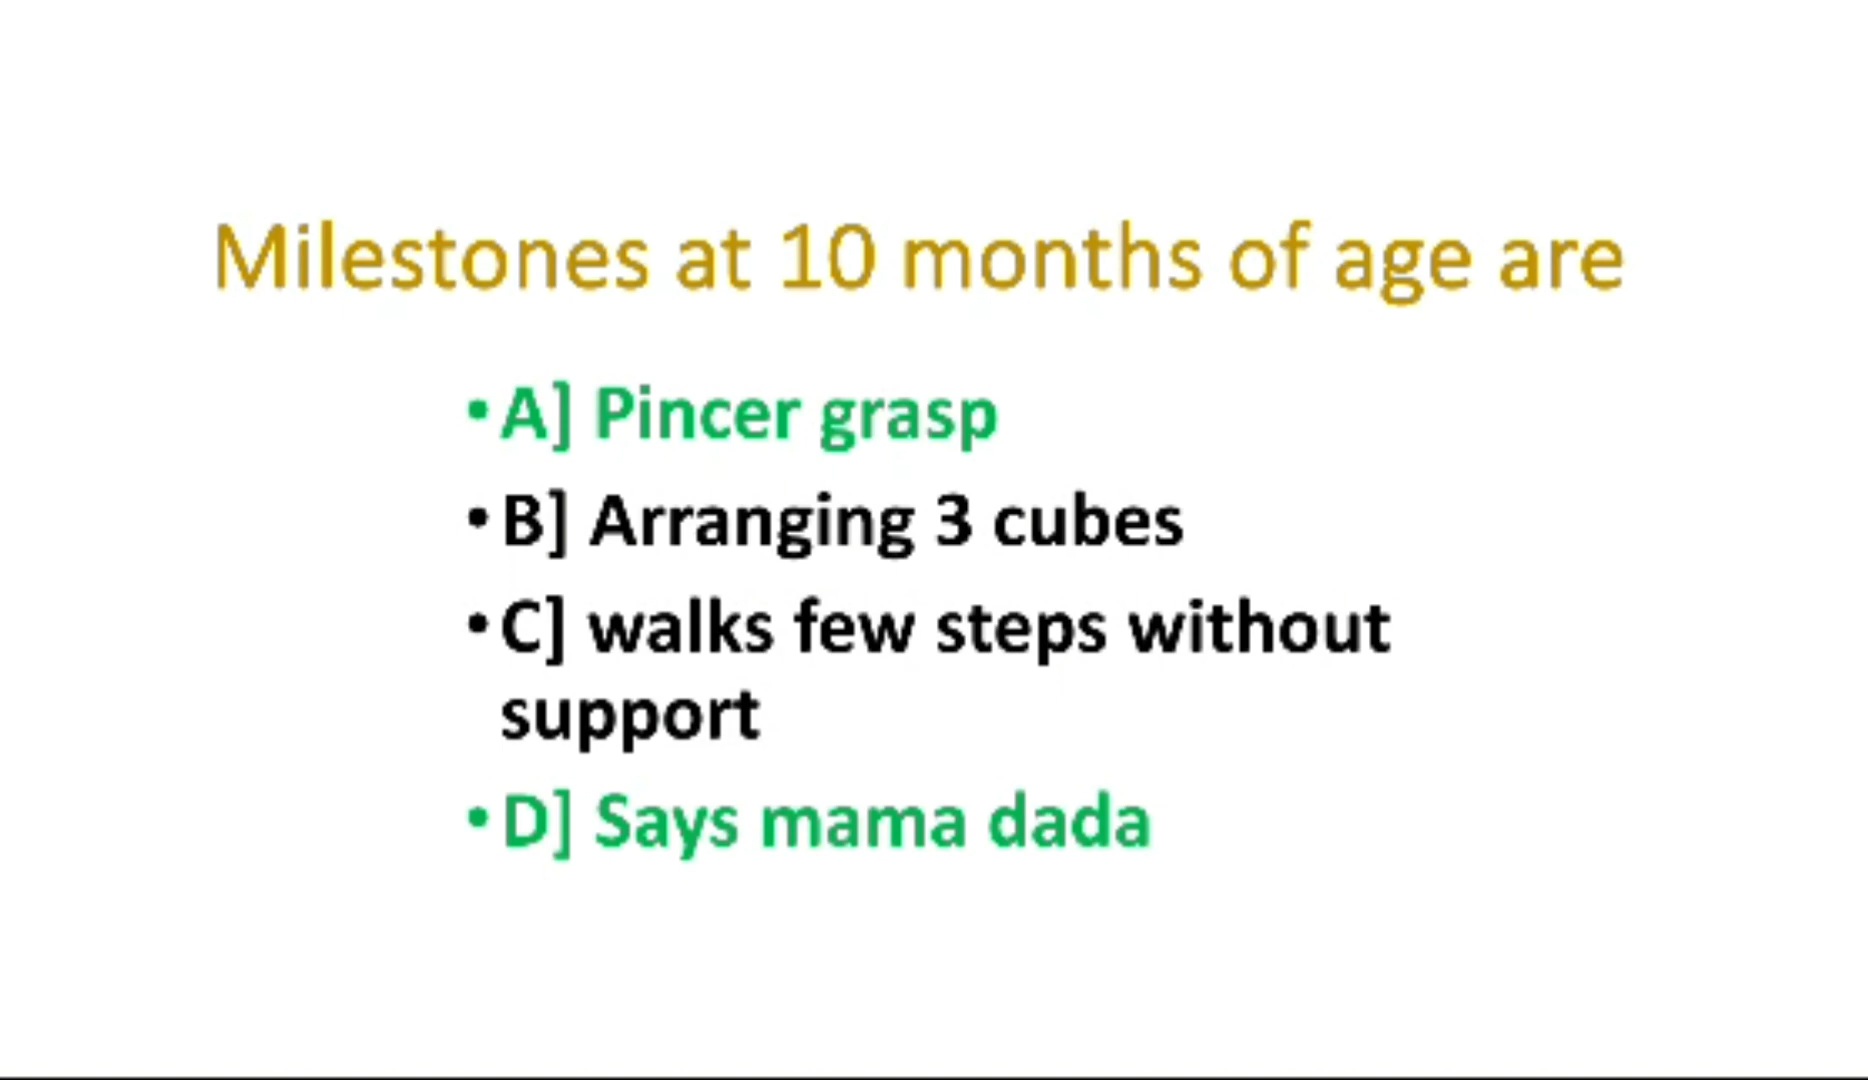 Milestones at 10 months of age are
• A] Pincer grasp
• B] Arranging 3 cubes
• C] walks few steps without
support
• D] Says mama dada